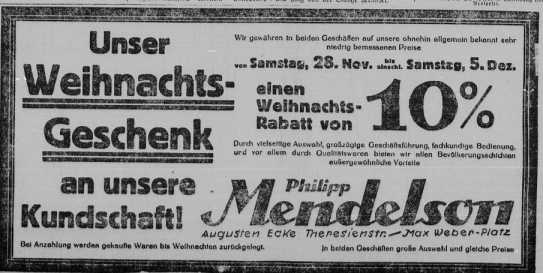 Unser
Weihnachts-
Geschenk
an unsere
Kundschaft!
Bei Anzahlung werden gekaufte Waren bis Weihnachten zurückgelegt.
Wir gewähren in beiden Geschäften auf unsere ohnehin allgemein bekannt sehr
niedrig bemessenen Preise
von Samstag, 28. Nov. bis einschl. Samstag, 5. Dez.
einen
Weihnachts-
Rabatt von
10%
Durch vielseitige Auswahl, großzügige Geschäftsführung, fachkundige Bedienung,
und vor allem durch Qualitätswaren bieten wir allen Bevölkerungsschichten
außergewöhnliche Vorteile
Philipp
Mendelson
Augusten Ecke Theresienstr. – Max Weber-Platz
In beiden Geschäften große Auswahl und gleiche Preise